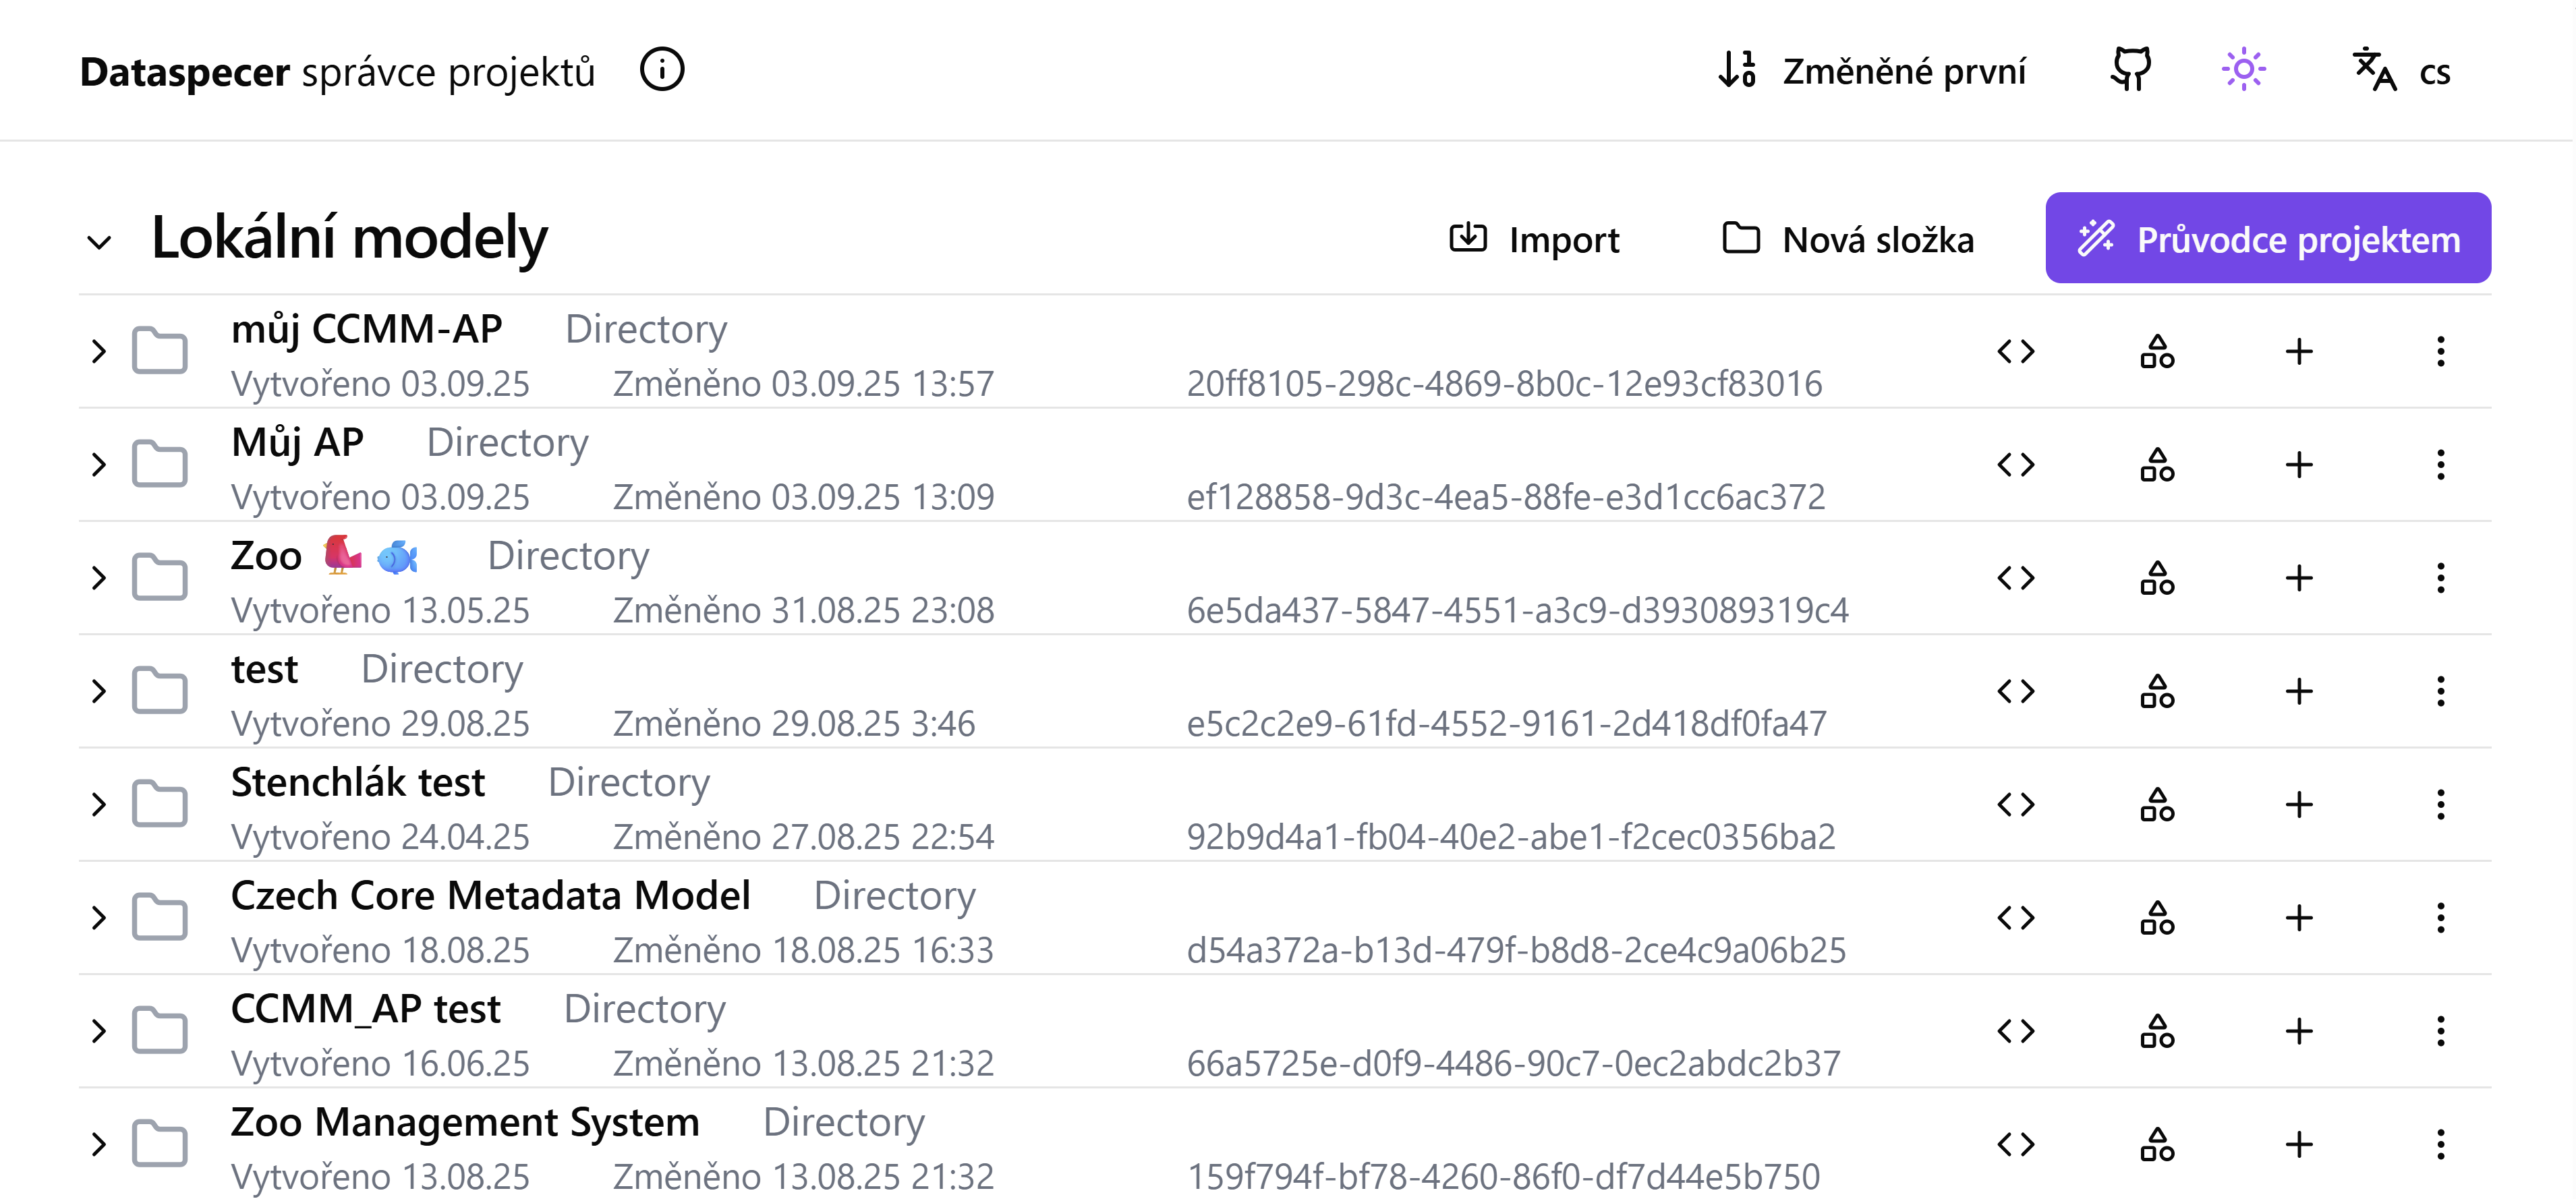 Dataspecer správce projektů Změněné první cs
Lokální modely Import Nová složka Průvodce projektem
můj CCMM-AP Directory
Vytvořeno 03.09.25 Změněno 03.09.25 13:57 20ff8105-298c-4869-8b0c-12e93cf83016
Můj AP Directory
Vytvořeno 03.09.25 Změněno 03.09.25 13:09 ef128858-9d3c-4ea5-88fe-e3d1cc6ac372
Zoo 🐦 🐟 Directory
Vytvořeno 13.05.25 Změněno 31.08.25 23:08 6e5da437-5847-4551-a3c9-d393089319c4
test Directory
Vytvořeno 29.08.25 Změněno 29.08.25 3:46 e5c2c2e9-61fd-4552-9161-2d418df0fa47
Stenchlák test Directory
Vytvořeno 24.04.25 Změněno 27.08.25 22:54 92b9d4a1-fb04-40e2-abe1-f2cec0356ba2
Czech Core Metadata Model Directory
Vytvořeno 18.08.25 Změněno 18.08.25 16:33 d54a372a-b13d-479f-b8d8-2ce4c9a06b25
CCMM_AP test Directory
Vytvořeno 16.06.25 Změněno 13.08.25 21:32 66a5725e-d0f9-4486-90c7-0ec2abdc2b37
Zoo Management System Directory
Vytvořeno 13.08.25 Změněno 13.08.25 21:32 159f794f-bf78-4260-86f0-df7d44e5b750